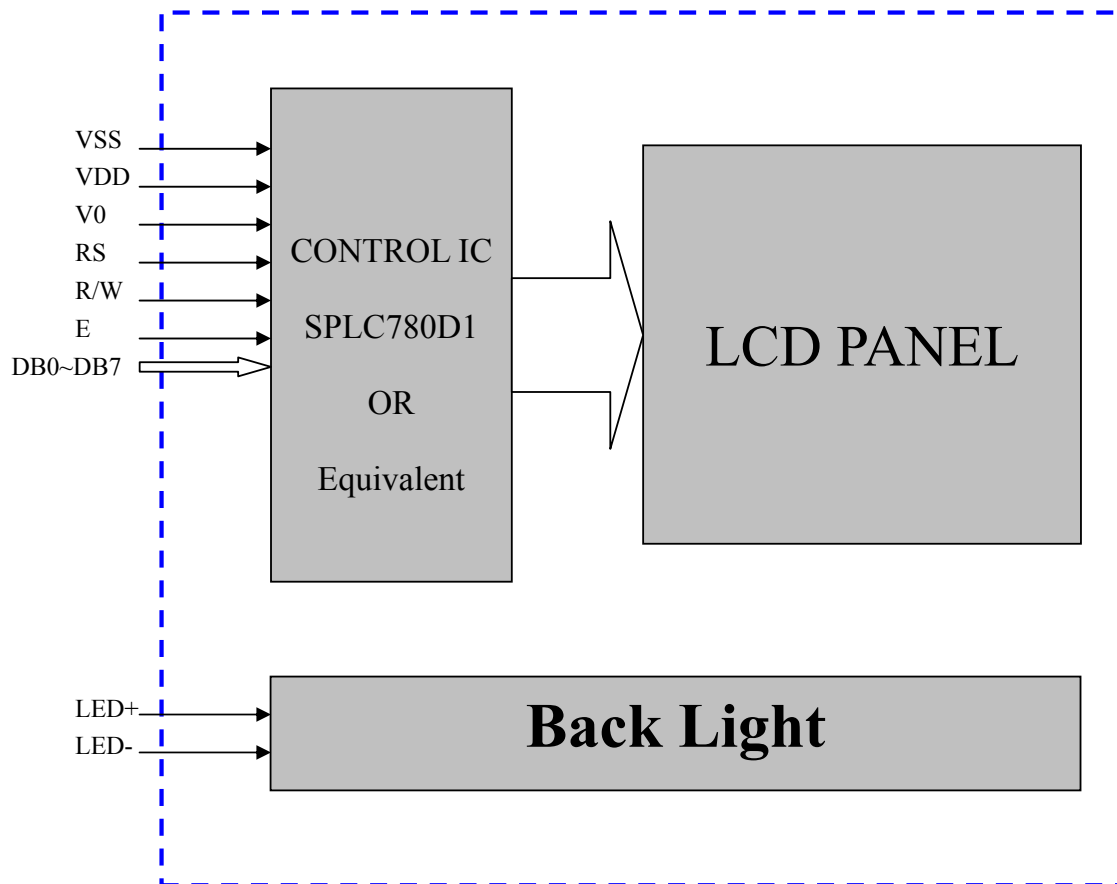 VSS
VDD
V0
RS
R/W
E
DB0~DB7
CONTROL IC
SPLC780D1
OR
Equivalent
LCD PANEL
LED+
LED-
Back Light